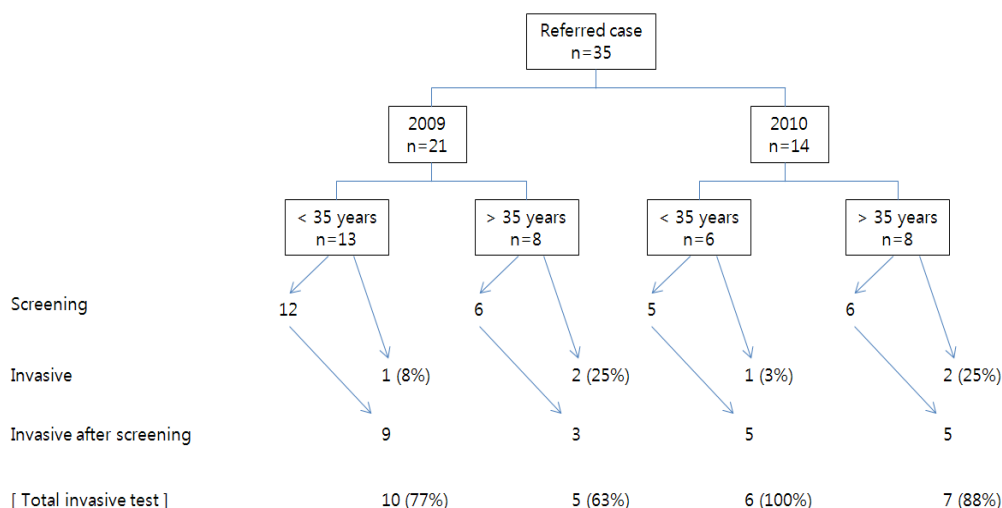 Referred case
n=35
2009
n=21
2010
n=14
< 35 years
n=13
> 35 years
n=8
< 35 years
n=6
> 35 years
n=8
Screening 12 6 5 6
Invasive 1 (8%) 2 (25%) 1 (3%) 2 (25%)
Invasive after screening 9 3 5 5
[ Total invasive test ] 10 (77%) 5 (63%) 6 (100%) 7 (88%)